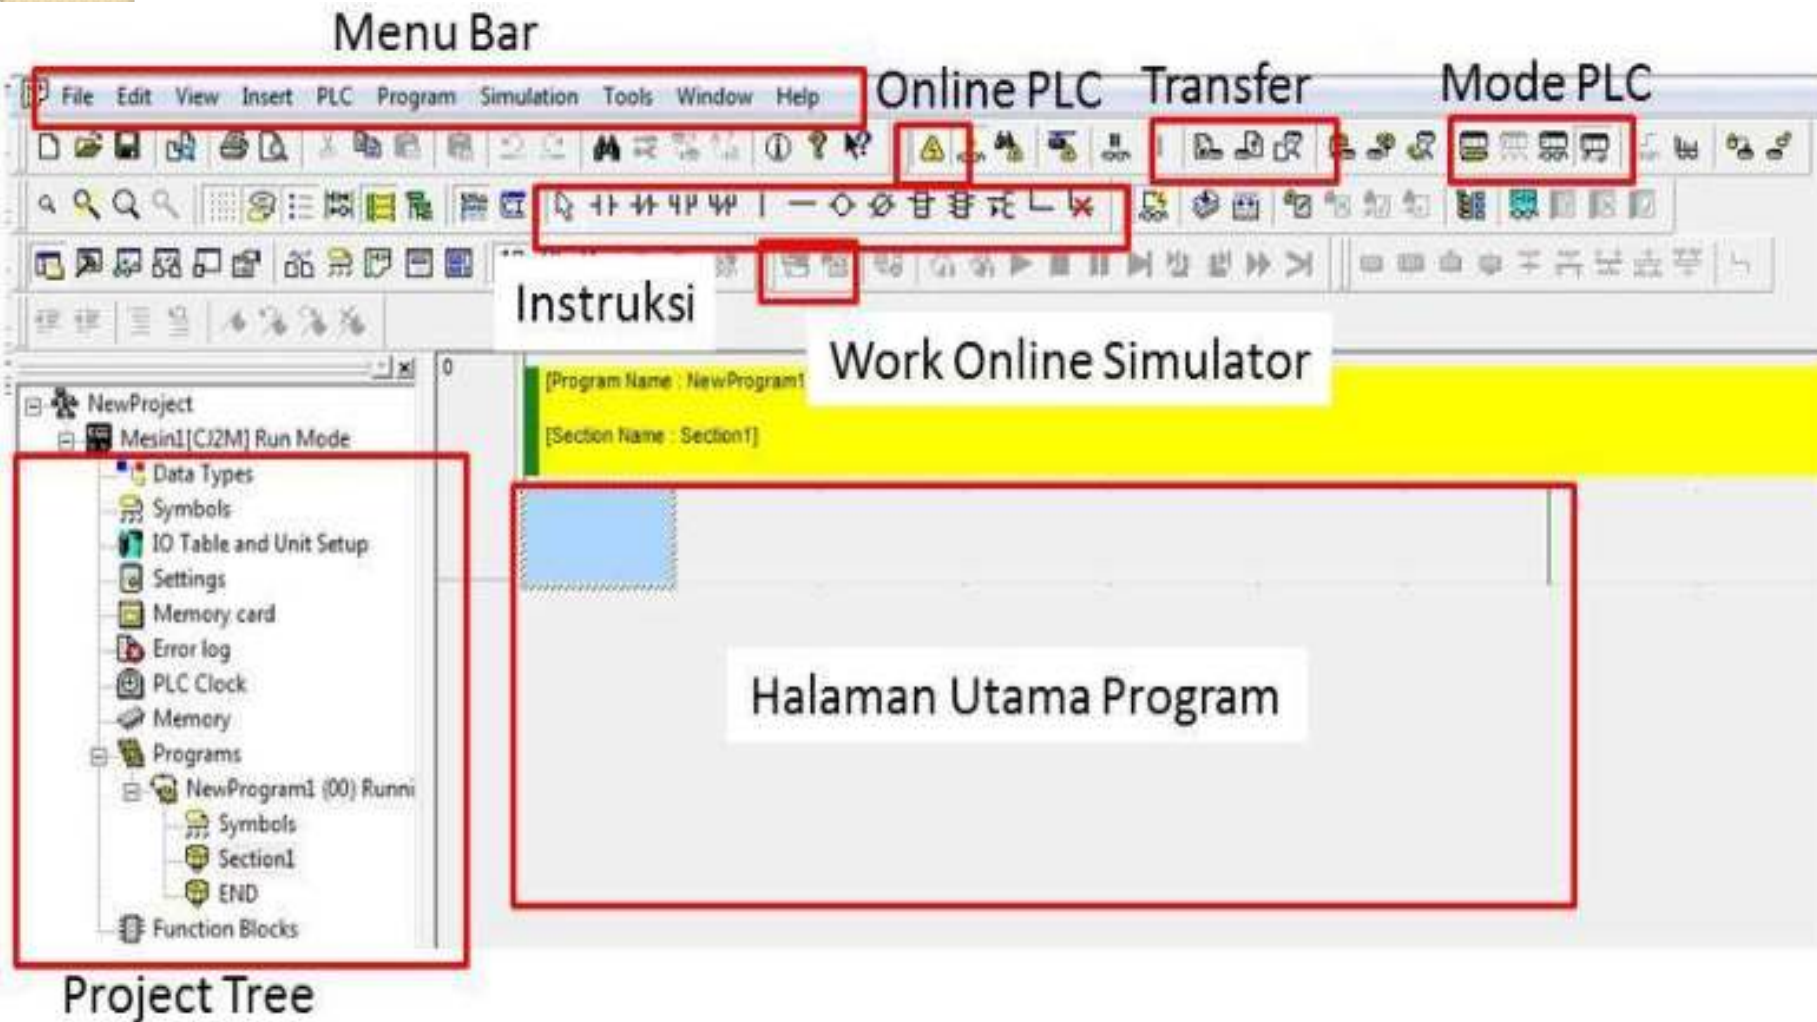 Menu Bar
Online PLC Transfer Mode PLC
File Edit View Insert PLC Program Simulation Tools Window Help
Instruksi
Work Online Simulator
0
[Program Name : NewProgram1
[Section Name : Section1]
NewProject
Mesin1[CJ2M] Run Mode
Data Types
Symbols
IO Table and Unit Setup
Settings
Memory card
Error log
PLC Clock
Memory
Programs
NewProgram1 (00) Runni
Symbols
Section1
END
Function Blocks
Halaman Utama Program
Project Tree